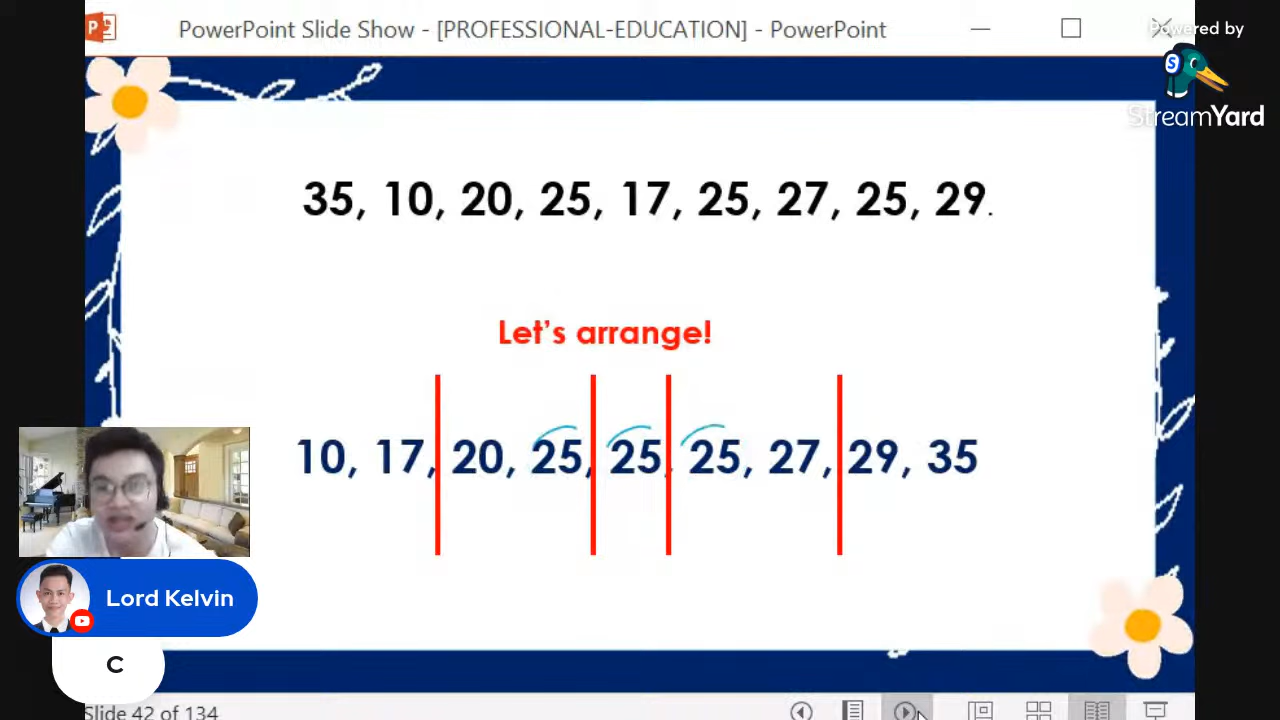 PowerPoint Slide Show - [PROFESSIONAL-EDUCATION] - PowerPoint
Powered by
S
StreamYard
35, 10, 20, 25, 17, 25, 27, 25, 29.
Let's arrange!
10, 17, 20, 25, 25, 25, 27, 29, 35
Lord Kelvin
C
Slide 42 of 134